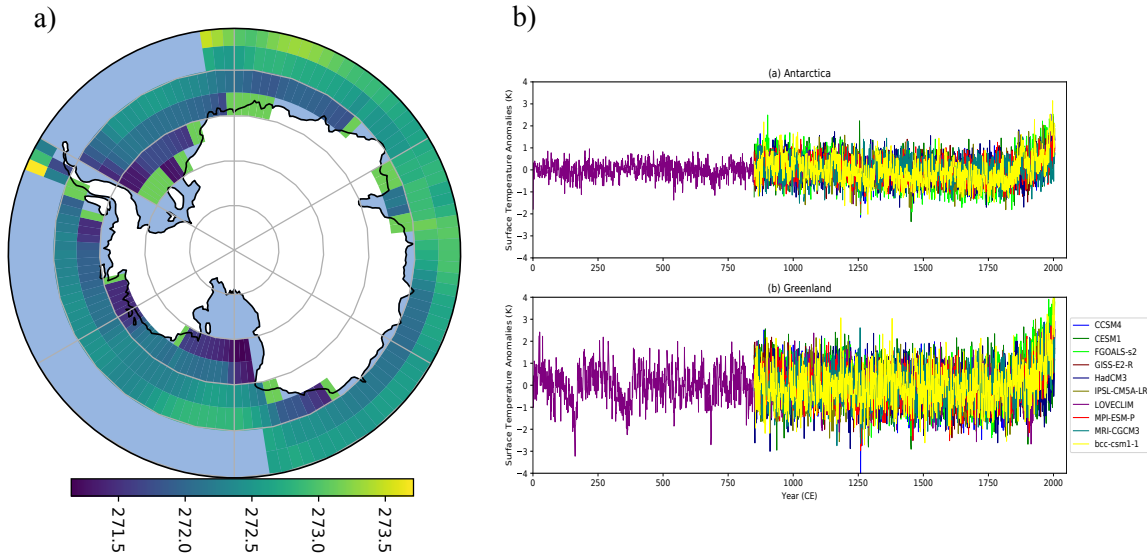 a)
271.5
272.0
272.5
273.0
273.5
b)
(a) Antarctica
Surface Temperature Anomalies (K)
4
3
2
1
0
−1
−2
−3
−4
0 250 500 750 1000 1250 1500 1750 2000
(b) Greenland
Surface Temperature Anomalies (K)
4
3
2
1
0
−1
−2
−3
−4
0 250 500 750 1000 1250 1500 1750 2000
Year (CE)
CCSM4
CESM1
FGOALS-s2
GISS-E2-R
HadCM3
IPSL-CM5A-LR
LOVECLIM
MPI-ESM-P
MRI-CGCM3
bcc-csm1-1